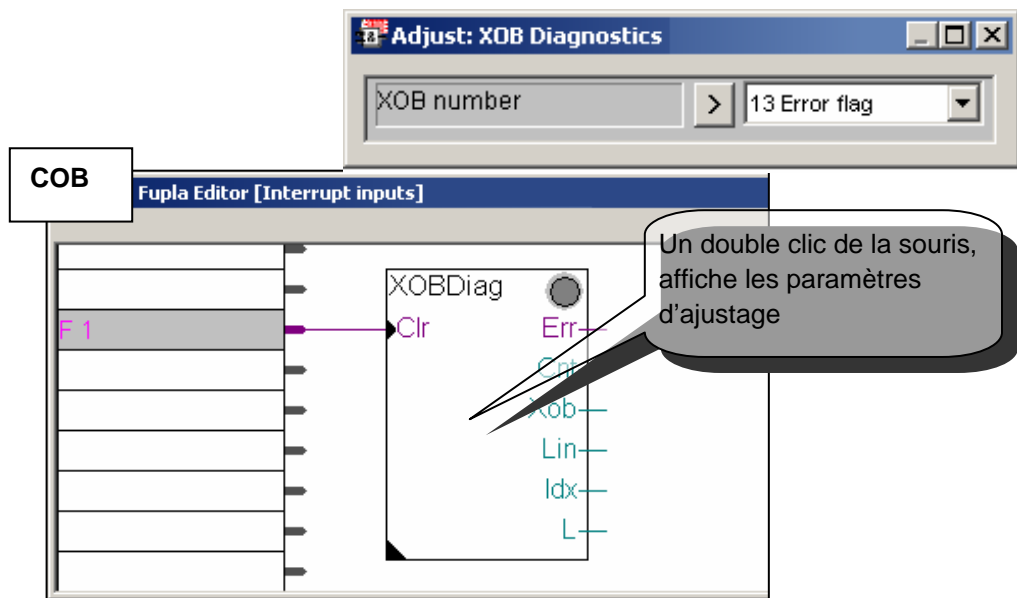 Adjust: XOB Diagnostics
XOB number
>
13 Error flag
COB
Fupla Editor [Interrupt inputs]
Un double clic de la souris,
affiche les paramètres
d'ajustage
XOBDiag
F 1
Clr
Err
Cnt
Xob
Lin
Idx
L